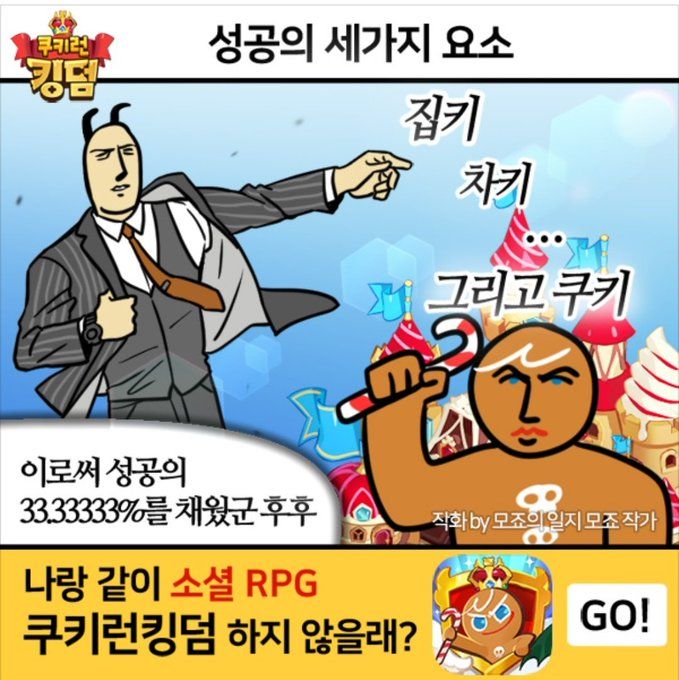 쿠키런
킹덤
성공의 세가지 요소
집키
차키
...
그리고 쿠키
이로써 성공의
33.33333%를 채웠군 후후
작화 by 모죠의 일지 모죠 작가
나랑 같이 소셜 RPG
쿠키런킹덤 하지 않을래?
GO!